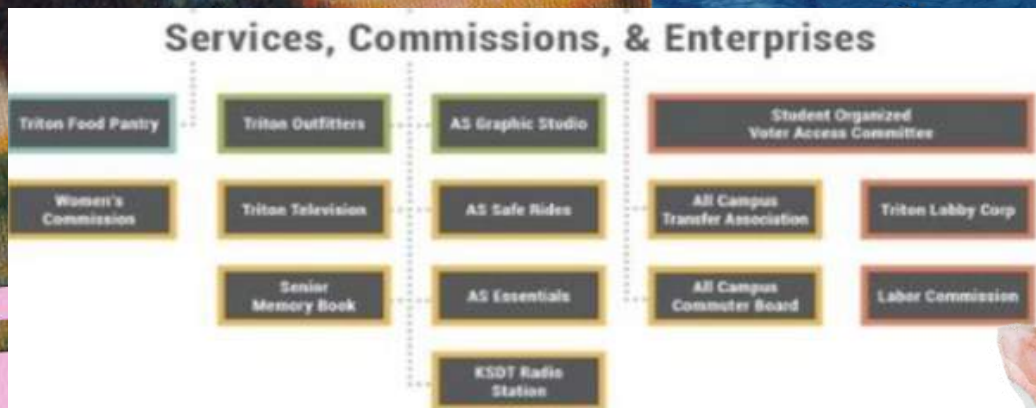 Services, Commissions, & Enterprises
Triton Food Pantry
Triton Outfitters
AS Graphic Studio
Student Organized
Voter Access Committee
Women's
Commission
Triton Television
AS Safe Rides
All Campus
Transfer Association
Triton Lobby Corp
Senior
Memory Book
AS Essentials
All Campus
Commuter Board
Labor Commission
KSDT Radio
Station